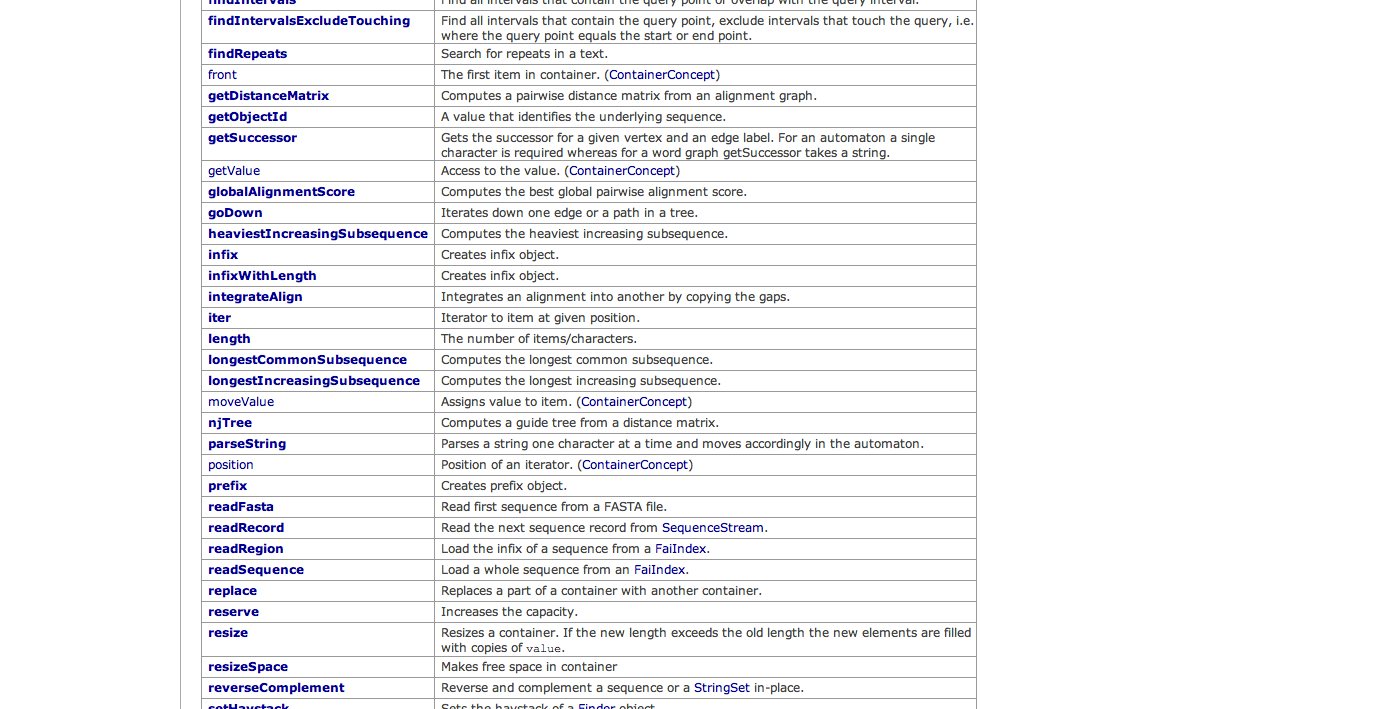 findIntervals Find all intervals that contain the query point or overlap with the query interval.
findIntervalsExcludeTouching Find all intervals that contain the query point, exclude intervals that touch the query, i.e.
where the query point equals the start or end point.
findRepeats Search for repeats in a text.
front The first item in container. (ContainerConcept)
getDistanceMatrix Computes a pairwise distance matrix from an alignment graph.
getObjectId A value that identifies the underlying sequence.
getSuccessor Gets the successor for a given vertex and an edge label. For an automaton a single
character is required whereas for a word graph getSuccessor takes a string.
getValue Access to the value. (ContainerConcept)
globalAlignmentScore Computes the best global pairwise alignment score.
goDown Iterates down one edge or a path in a tree.
heaviestIncreasingSubsequence Computes the heaviest increasing subsequence.
infix Creates infix object.
infixWithLength Creates infix object.
integrateAlign Integrates an alignment into another by copying the gaps.
iter Iterator to item at given position.
length The number of items/characters.
longestCommonSubsequence Computes the longest common subsequence.
longestIncreasingSubsequence Computes the longest increasing subsequence.
moveValue Assigns value to item. (ContainerConcept)
njTree Computes a guide tree from a distance matrix.
parseString Parses a string one character at a time and moves accordingly in the automaton.
position Position of an iterator. (ContainerConcept)
prefix Creates prefix object.
readFasta Read first sequence from a FASTA file.
readRecord Read the next sequence record from SequenceStream.
readRegion Load the infix of a sequence from a FaiIndex.
readSequence Load a whole sequence from an FaiIndex.
replace Replaces a part of a container with another container.
reserve Increases the capacity.
resize Resizes a container. If the new length exceeds the old length the new elements are filled
with copies of value.
resizeSpace Makes free space in container
reverseComplement Reverse and complement a sequence or a StringSet in-place.
setHaystack Sets the haystack of a Finder object.